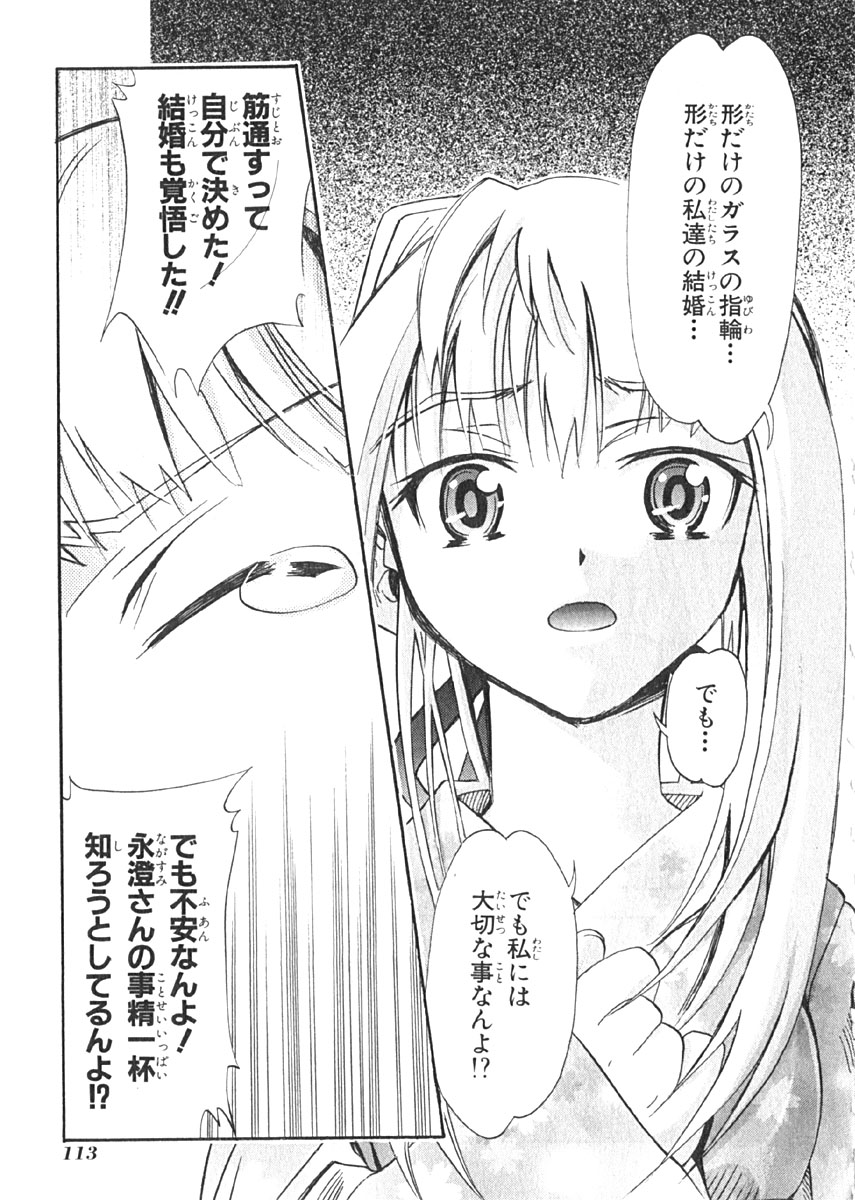 形だけのガラスの指輪…
形だけの私達の結婚…
でも…
でも私には
大切な事なんよ!?
筋通すって
自分で決めた!
結婚も覚悟した!!
でも不安なんよ!
永澄さんの事精一杯
知ろうとしてるんよ!?
113